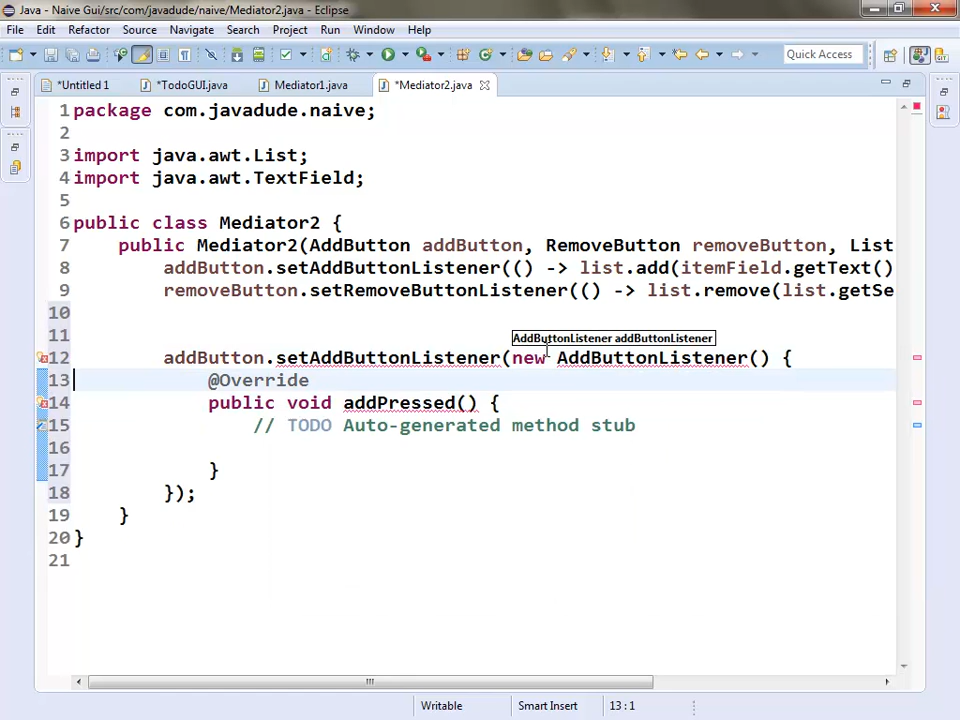 Java - Naive Gui/src/com/javadude/naive/Mediator2.java - Eclipse
File Edit Refactor Source Navigate Search Project Run Window Help
Quick Access
*Untitled 1 *TodoGUI.java Mediator1.java *Mediator2.java
1 package com.javadude.naive;
2
3 import java.awt.List;
4 import java.awt.TextField;
5
6 public class Mediator2 {
7 public Mediator2(AddButton addButton, RemoveButton removeButton, List
8 addButton.setAddButtonListener(() -> list.add(itemField.getText()
9 removeButton.setRemoveButtonListener(() -> list.remove(list.getSe
10
11
AddButtonListener addButtonListener
12 addButton.setAddButtonListener(new AddButtonListener() {
13 @Override
14 public void addPressed() {
15 // TODO Auto-generated method stub
16
17 }
18 });
19 }
20 }
21
Writable Smart Insert 13 : 1